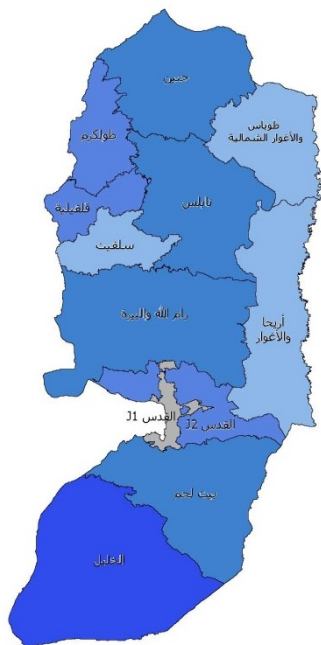 جنين
طوباس
والأغوار الشمالية
طولكرم
نابلس
قلقيلية
سلفيت
رام الله والبيرة
أريحا
والأغوار
القدس J1
القدس J2
بيت لحم
الخليل